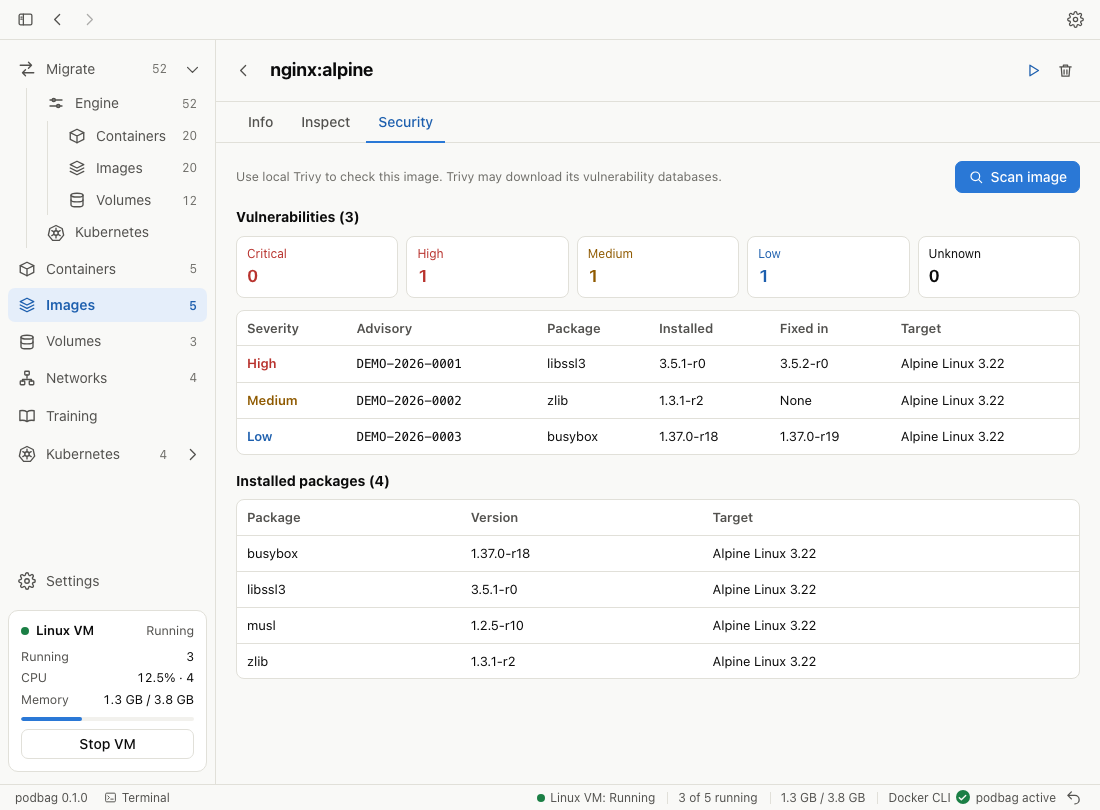 nginx:alpine
Migrate 52
Engine 52
Containers 20
Images 20
Volumes 12
Kubernetes
Containers 5
Images 5
Volumes 3
Networks 4
Training
Kubernetes 4
Settings
Linux VM Running
Running 3
CPU 12.5% · 4
Memory 1.3 GB / 3.8 GB
Stop VM
Info Inspect Security
Use local Trivy to check this image. Trivy may download its vulnerability databases.
Scan image
Vulnerabilities (3)
Critical High Medium Low Unknown
0 1 1 1 0
Severity Advisory Package Installed Fixed in Target
High DEMO-2026-0001 libssl3 3.5.1-r0 3.5.2-r0 Alpine Linux 3.22
Medium DEMO-2026-0002 zlib 1.3.1-r2 None Alpine Linux 3.22
Low DEMO-2026-0003 busybox 1.37.0-r18 1.37.0-r19 Alpine Linux 3.22
Installed packages (4)
Package Version Target
busybox 1.37.0-r18 Alpine Linux 3.22
libssl3 3.5.1-r0 Alpine Linux 3.22
musl 1.2.5-r10 Alpine Linux 3.22
zlib 1.3.1-r2 Alpine Linux 3.22
podbag 0.1.0 Terminal Linux VM: Running 3 of 5 running 1.3 GB / 3.8 GB Docker CLI podbag active